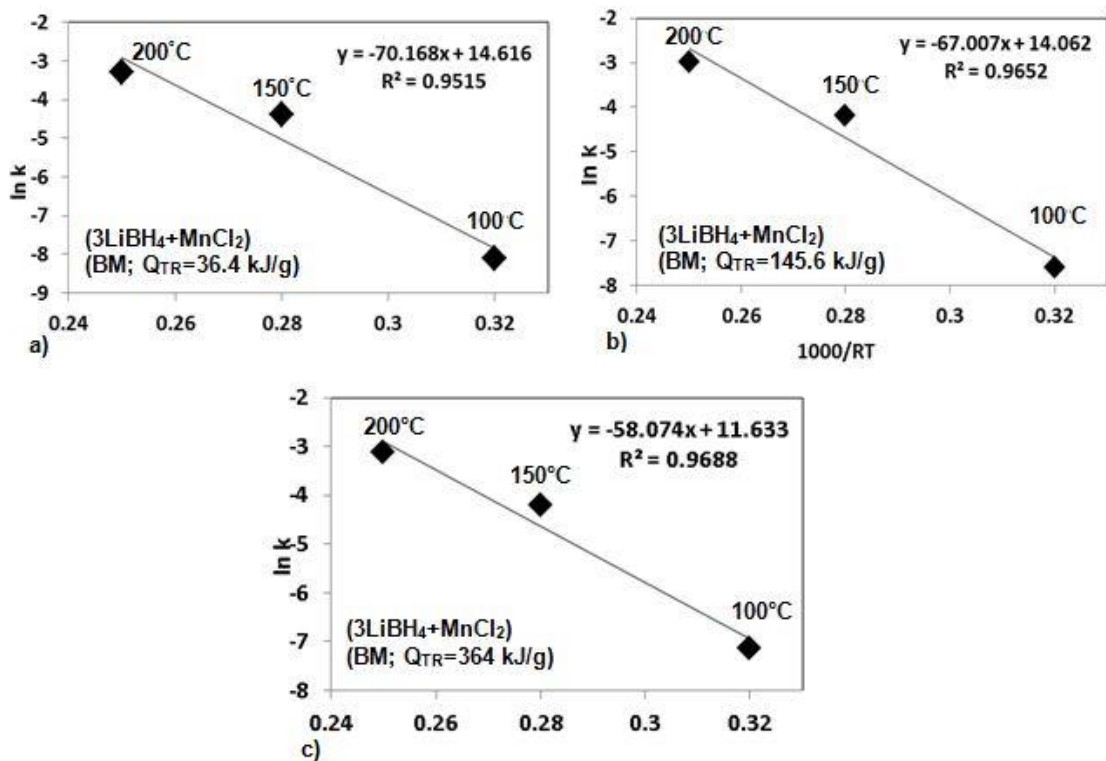 -2
-3
-4
-5
-6
-7
-8
-9
ln k
200°C
150°C
100°C
y = -70.168x + 14.616
R² = 0.9515
(3LiBH₄+MnCl₂)
(BM; Q_TR=36.4 kJ/g)
0.24 0.26 0.28 0.3 0.32
a)
-2
-3
-4
-5
-6
-7
-8
ln k
200°C
150°C
100°C
y = -67.007x + 14.062
R² = 0.9652
(3LiBH₄+MnCl₂)
(BM; Q_TR=145.6 kJ/g)
0.24 0.26 0.28 0.3 0.32
b)
1000/RT
-2
-3
-4
-5
-6
-7
-8
ln k
200°C
150°C
100°C
y = -58.074x + 11.633
R² = 0.9688
(3LiBH₄+MnCl₂)
(BM; Q_TR=364 kJ/g)
0.24 0.26 0.28 0.3 0.32
c)